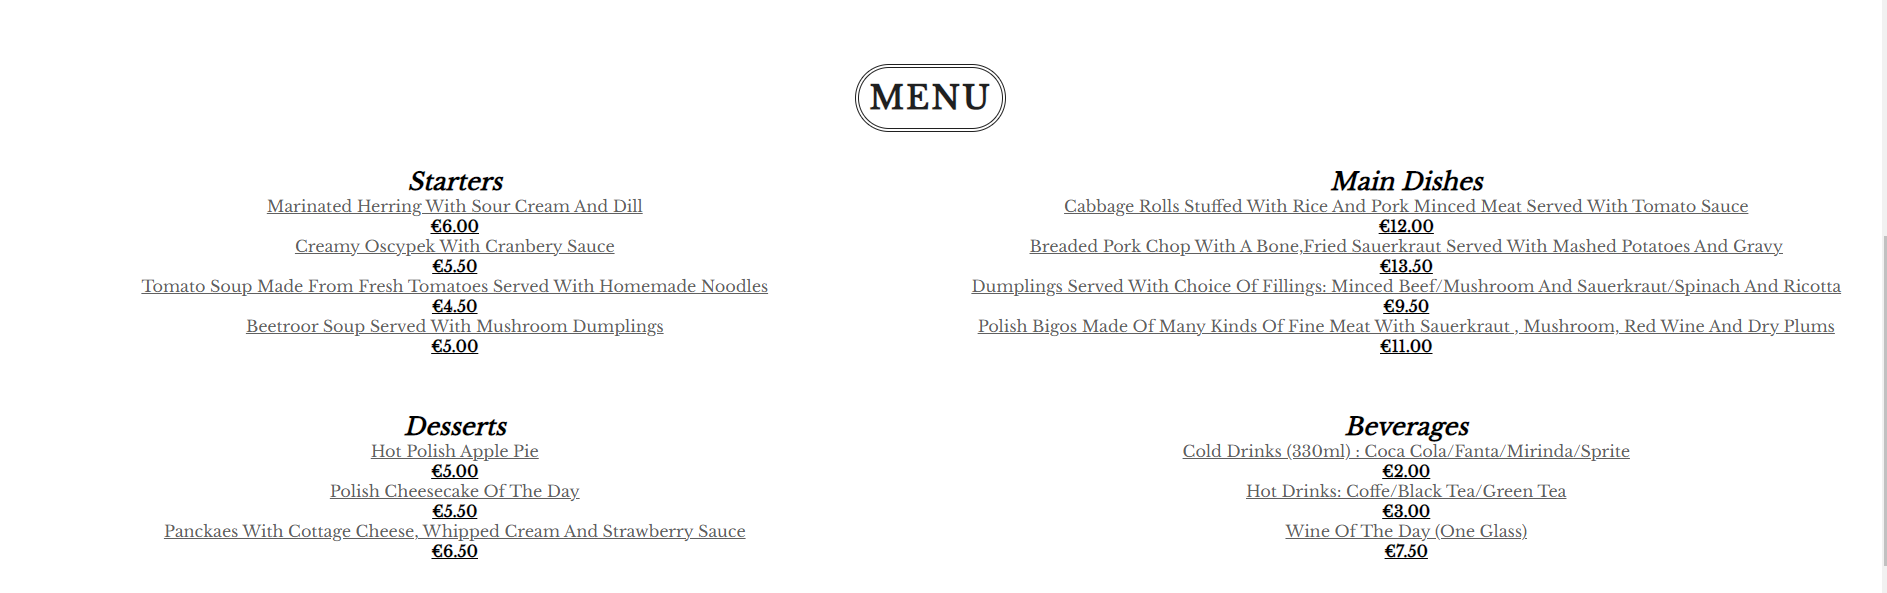 MENU
Starters
Marinated Herring With Sour Cream And Dill
€6.00
Creamy Oscypek With Cranbery Sauce
€5.50
Tomato Soup Made From Fresh Tomatoes Served With Homemade Noodles
€4.50
Beetroor Soup Served With Mushroom Dumplings
€5.00
Main Dishes
Cabbage Rolls Stuffed With Rice And Pork Minced Meat Served With Tomato Sauce
€12.00
Breaded Pork Chop With A Bone,Fried Sauerkraut Served With Mashed Potatoes And Gravy
€13.50
Dumplings Served With Choice Of Fillings: Minced Beef/Mushroom And Sauerkraut/Spinach And Ricotta
€9.50
Polish Bigos Made Of Many Kinds Of Fine Meat With Sauerkraut , Mushroom, Red Wine And Dry Plums
€11.00
Desserts
Hot Polish Apple Pie
€5.00
Polish Cheesecake Of The Day
€5.50
Panckaes With Cottage Cheese, Whipped Cream And Strawberry Sauce
€6.50
Beverages
Cold Drinks (330ml) : Coca Cola/Fanta/Mirinda/Sprite
€2.00
Hot Drinks: Coffe/Black Tea/Green Tea
€3.00
Wine Of The Day (One Glass)
€7.50